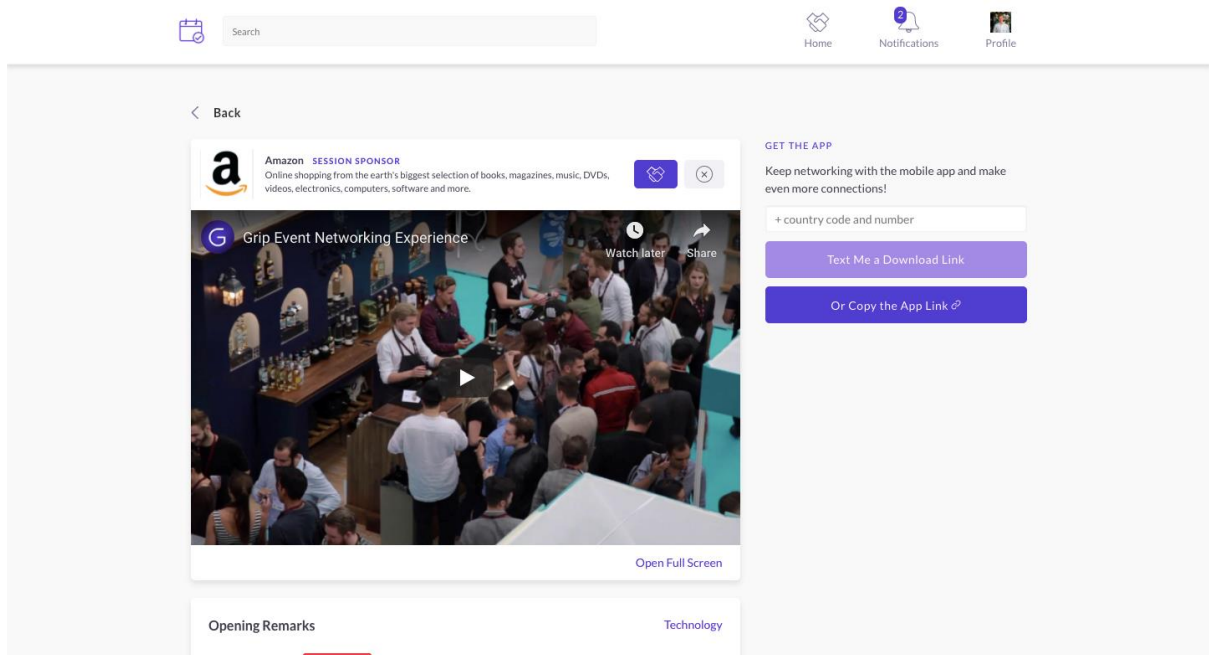 Search
Home
2
Notifications
Profile
Back
a
Amazon SESSION SPONSOR
Online shopping from the earth's biggest selection of books, magazines, music, DVDs,
videos, electronics, computers, software and more.
G Grip Event Networking Experience
Watch later
Share
Open Full Screen
Opening Remarks
Technology
GET THE APP
Keep networking with the mobile app and make
even more connections!
+ country code and number
Text Me a Download Link
Or Copy the App Link